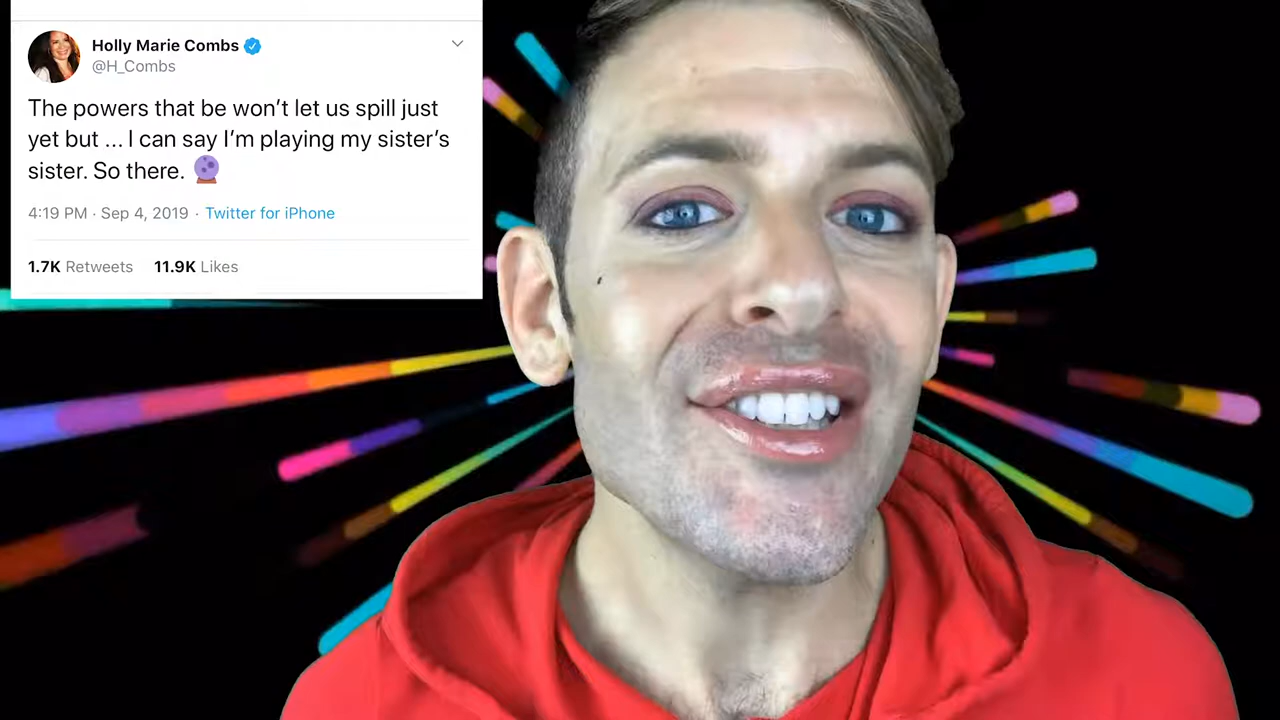 Holly Marie Combs
@H_Combs
The powers that be won't let us spill just
yet but ... I can say I'm playing my sister's
sister. So there. 🔮
4:19 PM · Sep 4, 2019 · Twitter for iPhone
1.7K Retweets 11.9K Likes